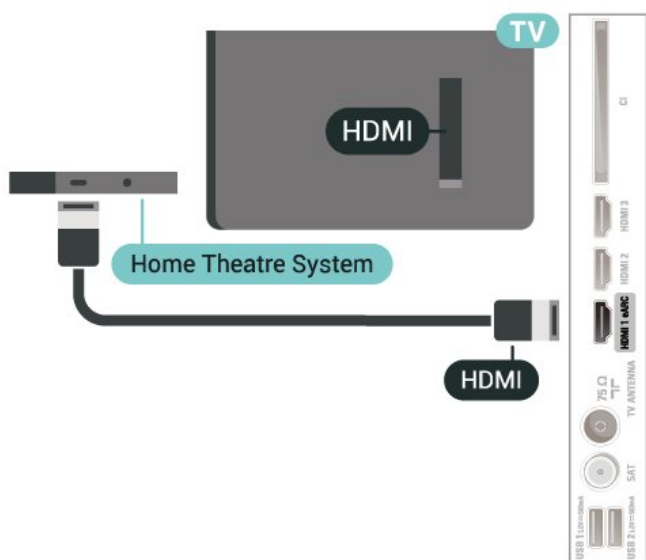 TV
HDMI
Home Theatre System
HDMI
CI
HDMI 3
HDMI 2
HDMI 1 eARC
75 Ω
TV ANTENNA
SAT
USB 1
USB 2